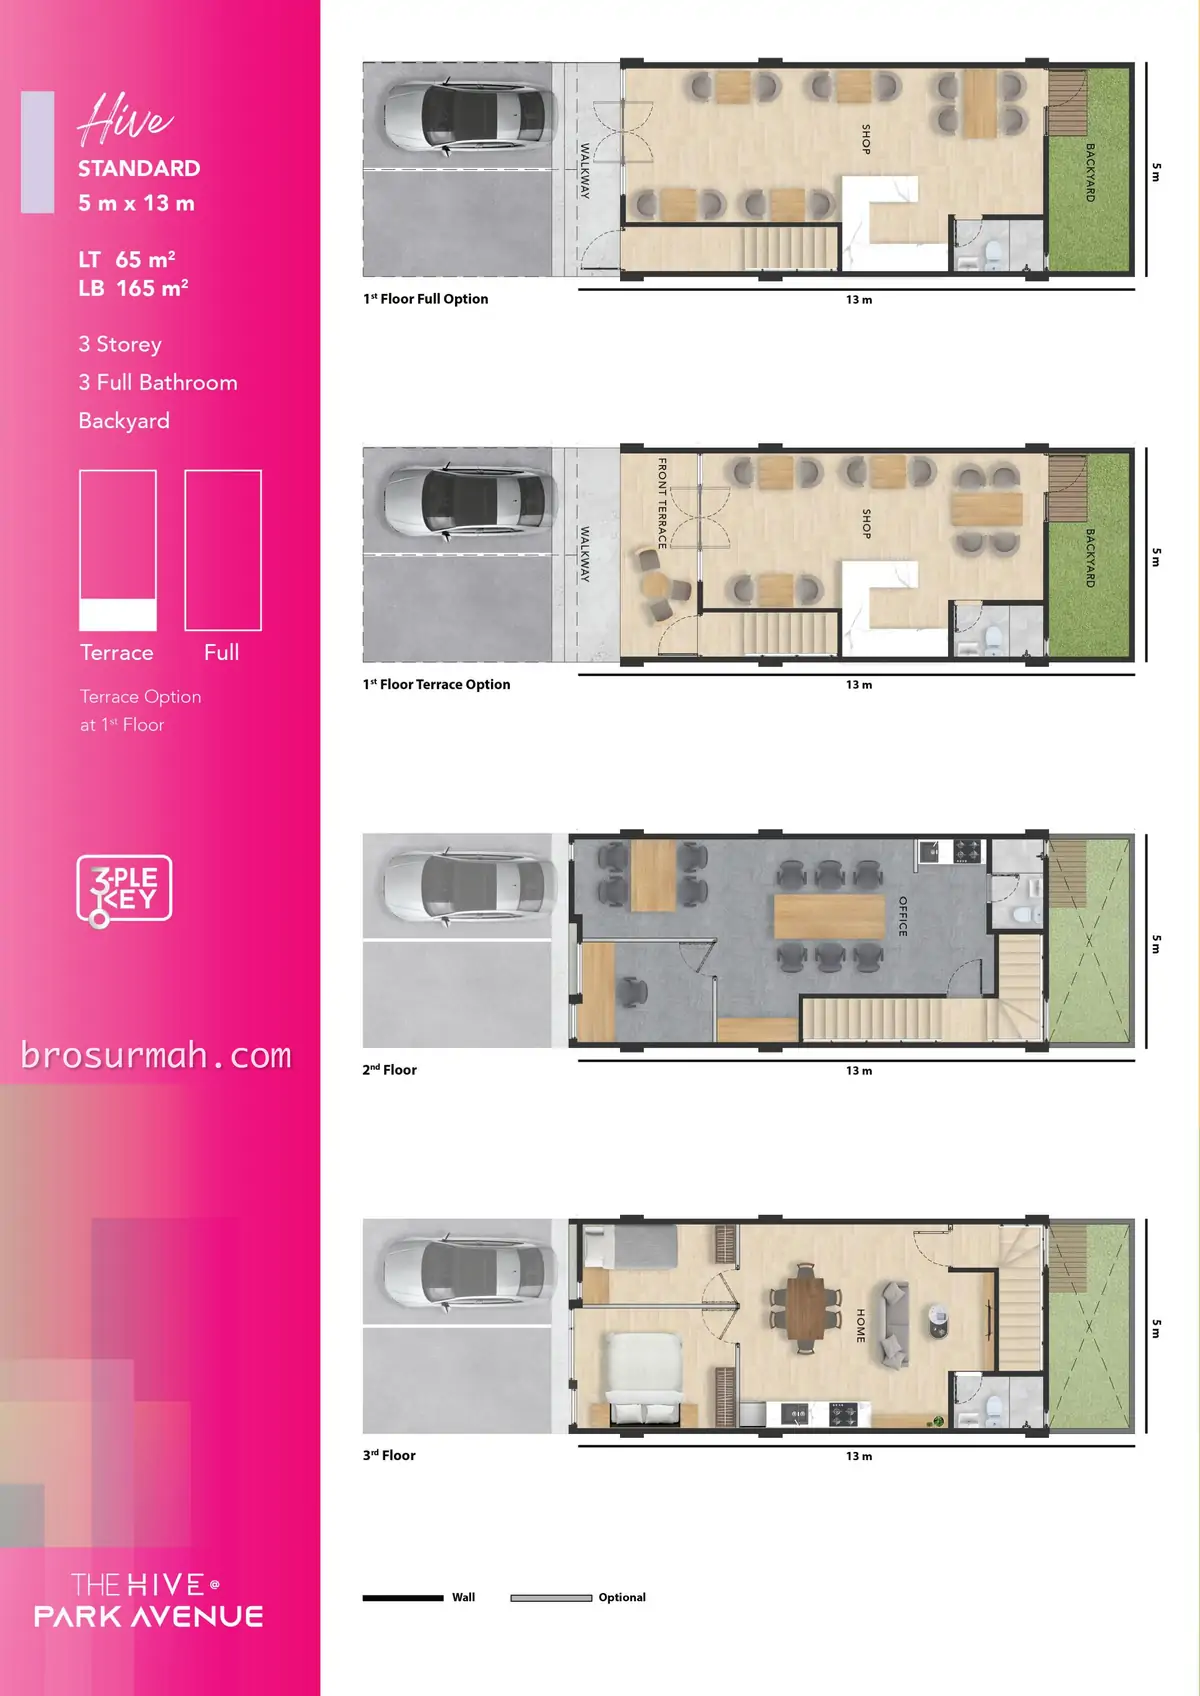 Hive
STANDARD
5 m x 13 m
LT 65 m²
LB 165 m²
3 Storey
3 Full Bathroom
Backyard
Terrace
Full
Terrace Option
at 1st Floor
3-PLE
KEY
brosurmah.com
THE HIVE @
PARK AVENUE
WALKWAY
SHOP
BACKYARD
5 m
1st Floor Full Option
13 m
FRONT TERRACE
WALKWAY
SHOP
BACKYARD
5 m
1st Floor Terrace Option
13 m
OFFICE
5 m
2nd Floor
13 m
HOME
5 m
3rd Floor
13 m
Wall
Optional